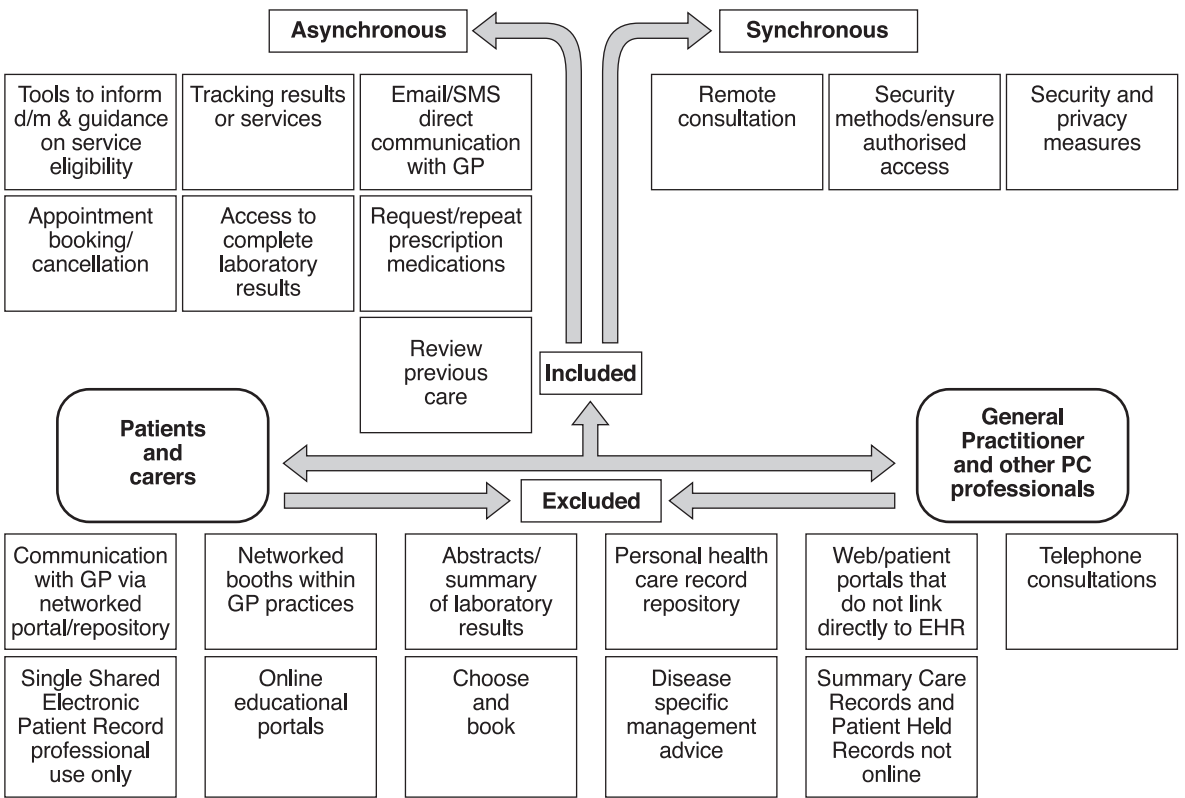 Asynchronous
Synchronous
Tools to inform
d/m & guidance
on service
eligibility
Tracking results
or services
Email/SMS
direct
communication
with GP
Remote
consultation
Security
methods/ensure
authorised
access
Security and
privacy
measures
Appointment
booking/
cancellation
Access to
complete
laboratory
results
Request/repeat
prescription
medications
Review
previous
care
Included
Patients
and
carers
General
Practitioner
and other PC
professionals
Excluded
Communication
with GP via
networked
portal/repository
Networked
booths within
GP practices
Abstracts/
summary
of laboratory
results
Personal health
care record
repository
Web/patient
portals that
do not link
directly to EHR
Telephone
consultations
Single Shared
Electronic
Patient Record
professional
use only
Online
educational
portals
Choose
and
book
Disease
specific
management
advice
Summary Care
Records and
Patient Held
Records not
online